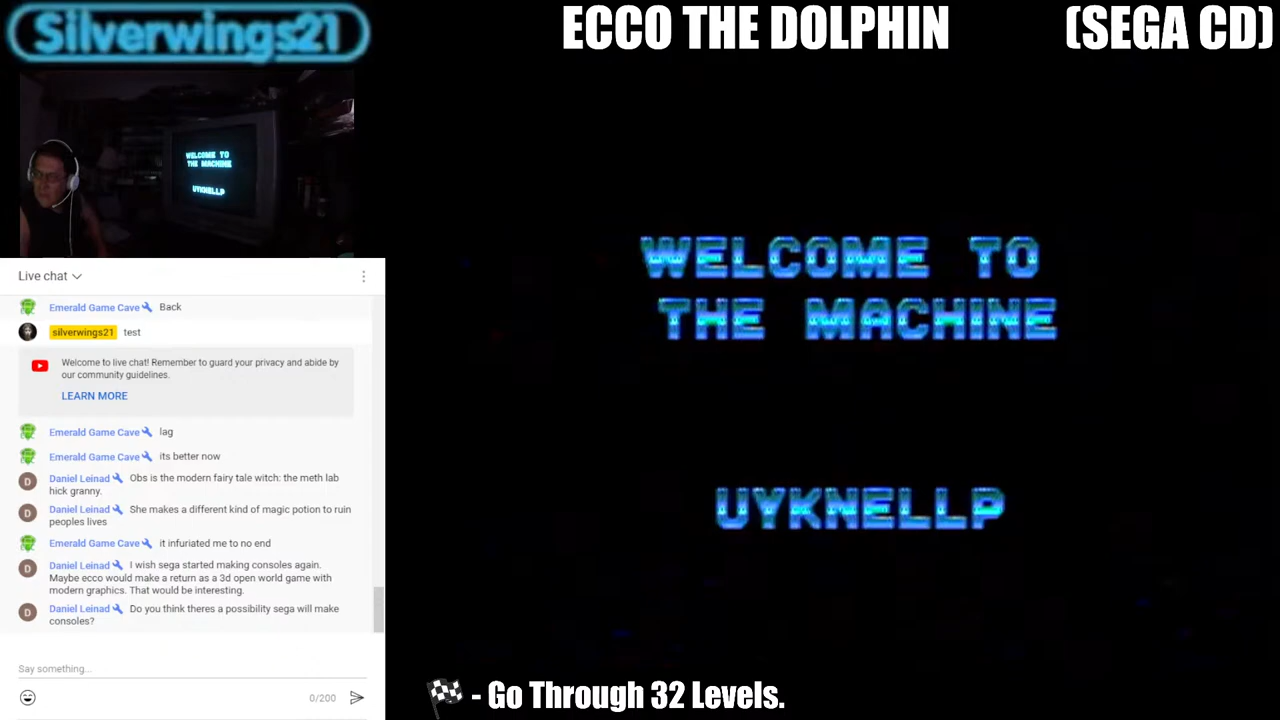 Silverwings21
ECCO THE DOLPHIN (SEGA CD)
WELCOME TO
THE MACHINE
UYKNELLP
Live chat
Emerald Game Cave Back
silverwings21 test
Welcome to live chat! Remember to guard your privacy and abide by
our community guidelines.
LEARN MORE
Emerald Game Cave lag
Emerald Game Cave its better now
D Daniel Leinad Obs is the modern fairy tale witch: the meth lab
hick granny.
D Daniel Leinad She makes a different kind of magic potion to ruin
peoples lives
Emerald Game Cave it infuriated me to no end
D Daniel Leinad I wish sega started making consoles again.
Maybe ecco would make a return as a 3d open world game with
modern graphics. That would be interesting.
D Daniel Leinad Do you think theres a possibility sega will make
consoles?
Say something...
0/200
WELCOME TO
THE MACHINE
UYKNELLP
- Go Through 32 Levels.